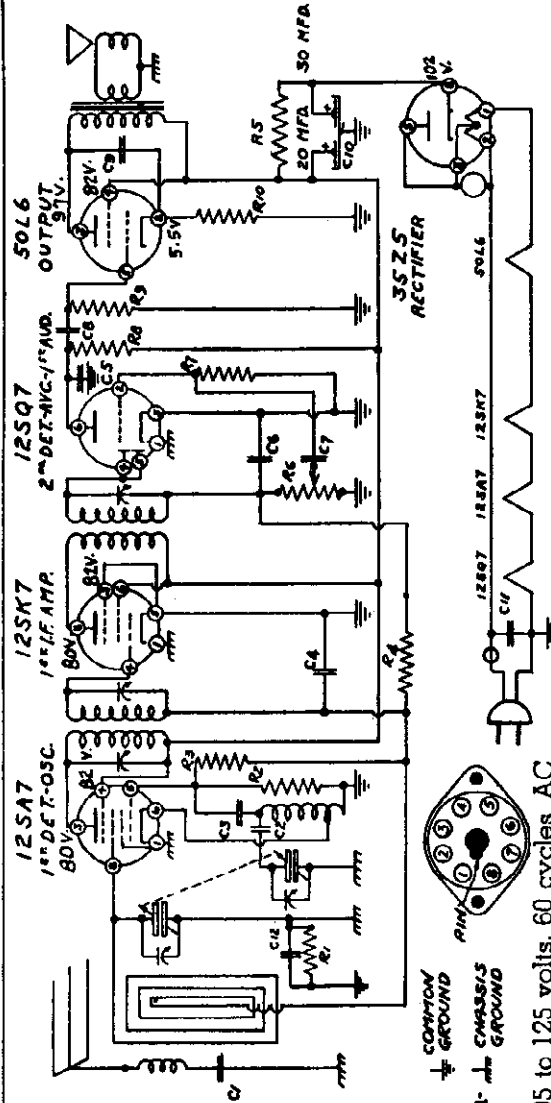 12SA7
1ST DET.-OSC.
80V.
82 V.
12SK7
1ST I.F. AMP.
80V.
82V.
12SQ7
2ND DET-AVC-1ST AUD.
50L6
OUTPUT
97V.
82V.
5.5V
C1
C12
R1
C3
C2
R3
R2
C4
R4
C5
C6
R6
C7
R7
C8
R8
R9
R10
C9
R5
20 MFD.
30 MFD.
C10
35Z5
RECTIFIER
102
V.
50L6
12SK7
12SA7
12SQ7
C11
COMMON
GROUND
CHASSIS
GROUND
PIN
1
2
3
4
5
6
7
8
to 125 volts, 60 cycles, AC